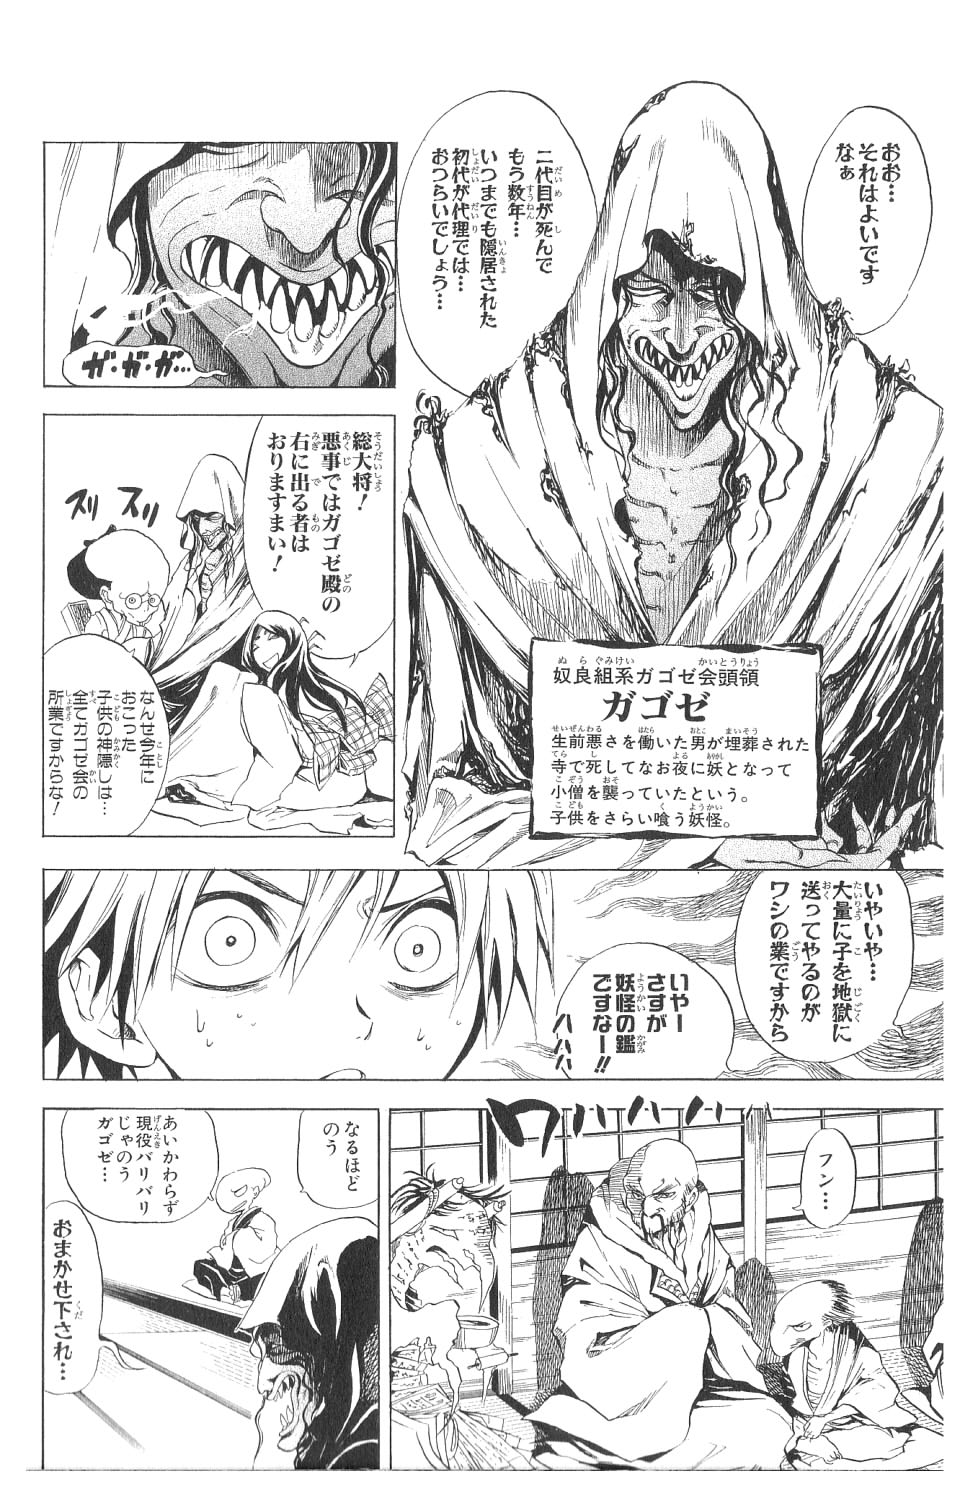 おお…
それはよいです
なぁ
二代目が死んで
もう数年…
いつまでも隠居された
初代が代理では…
おつらいでしょう…
奴良組系ガゴゼ会頭領
ガゴゼ
生前悪さを働いた男が埋葬された
寺で死してなお夜に妖となって
小僧を襲っていたという。
子供をさらい喰う妖怪。
ガ・ガ・ガ…
総大将!
悪事ではガゴゼ殿の
右に出る者は
おりますまい!
スリ
スリ
なんせ今年に
おこった
子供の神隠しは…
全てガゴゼ会の
所業ですからな!
いやいや…
大量に子を地獄に
送ってやるのが
ワシの業ですから
いやー
さすが
妖怪の鑑
ですなー!!
ハハハ
ワハハハハ
フン…
なるほど
のう
あいかわらず
現役バリバリ
じゃのう
ガゴゼ…
おまかせ下され…